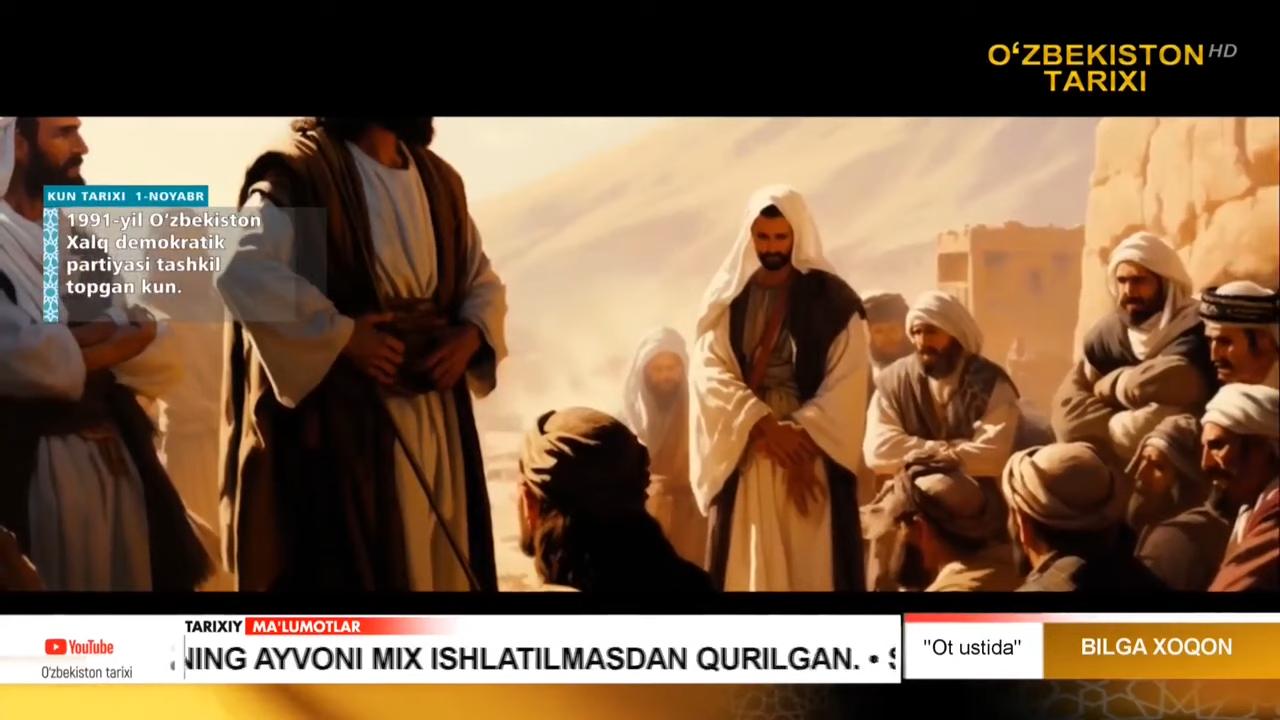 O‘ZBEKISTON HD
TARIXI
KUN TARIXI 1-NOYABR
1991-yil O‘zbekiston
Xalq demokratik
partiyasi tashkil
topgan kun.
TARIXIY MA'LUMOTLAR
YouTube
O'zbekiston tarixi
NING AYVONI MIX ISHLATILMASDAN QURILGAN. •
"Ot ustida"
BILGA XOQON